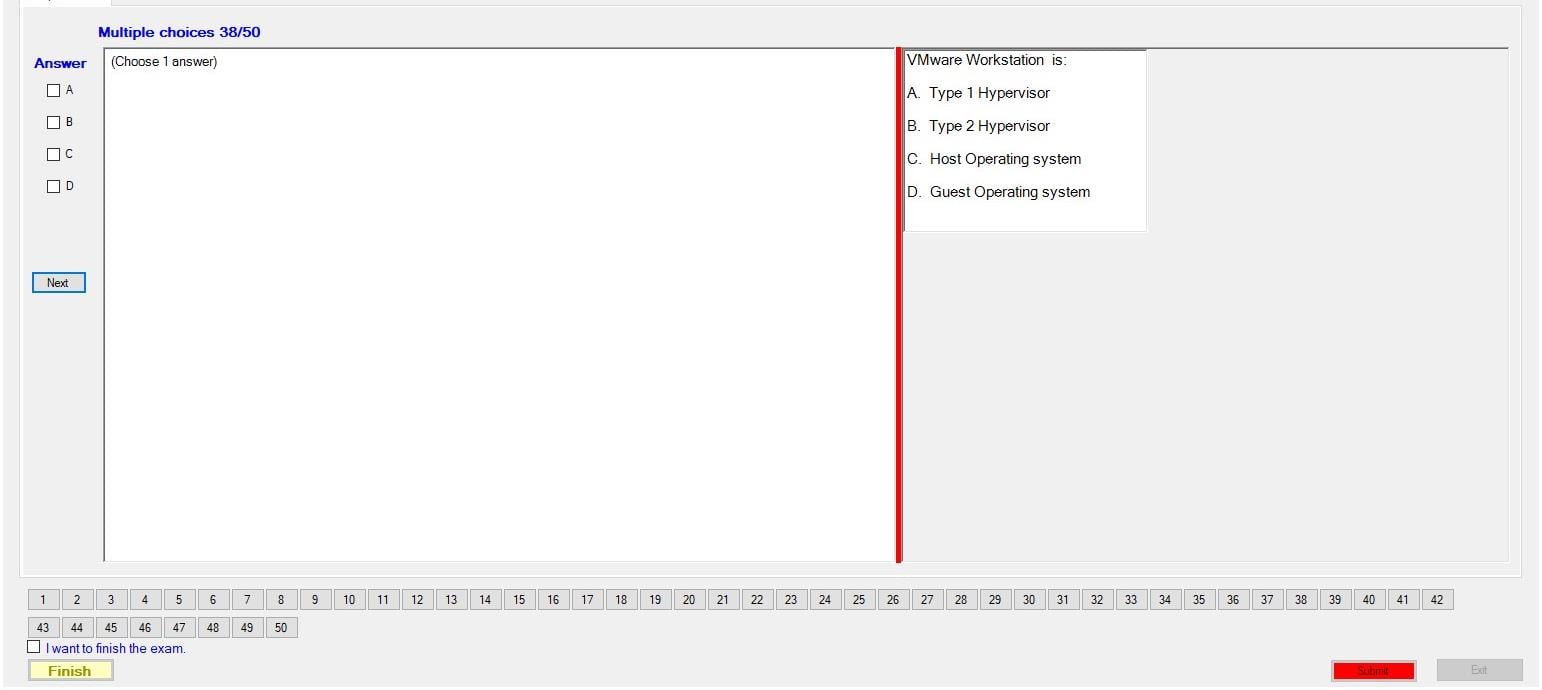 Multiple choices 38/50
Answer
A
B
C
D
Next
(Choose 1 answer)
VMware Workstation is:
A. Type 1 Hypervisor
B. Type 2 Hypervisor
C. Host Operating system
D. Guest Operating system
1 2 3 4 5 6 7 8 9 10 11 12 13 14 15 16 17 18 19 20 21 22 23 24 25 26 27 28 29 30 31 32 33 34 35 36 37 38 39 40 41 42
43 44 45 46 47 48 49 50
I want to finish the exam.
Finish
Submit
Exit